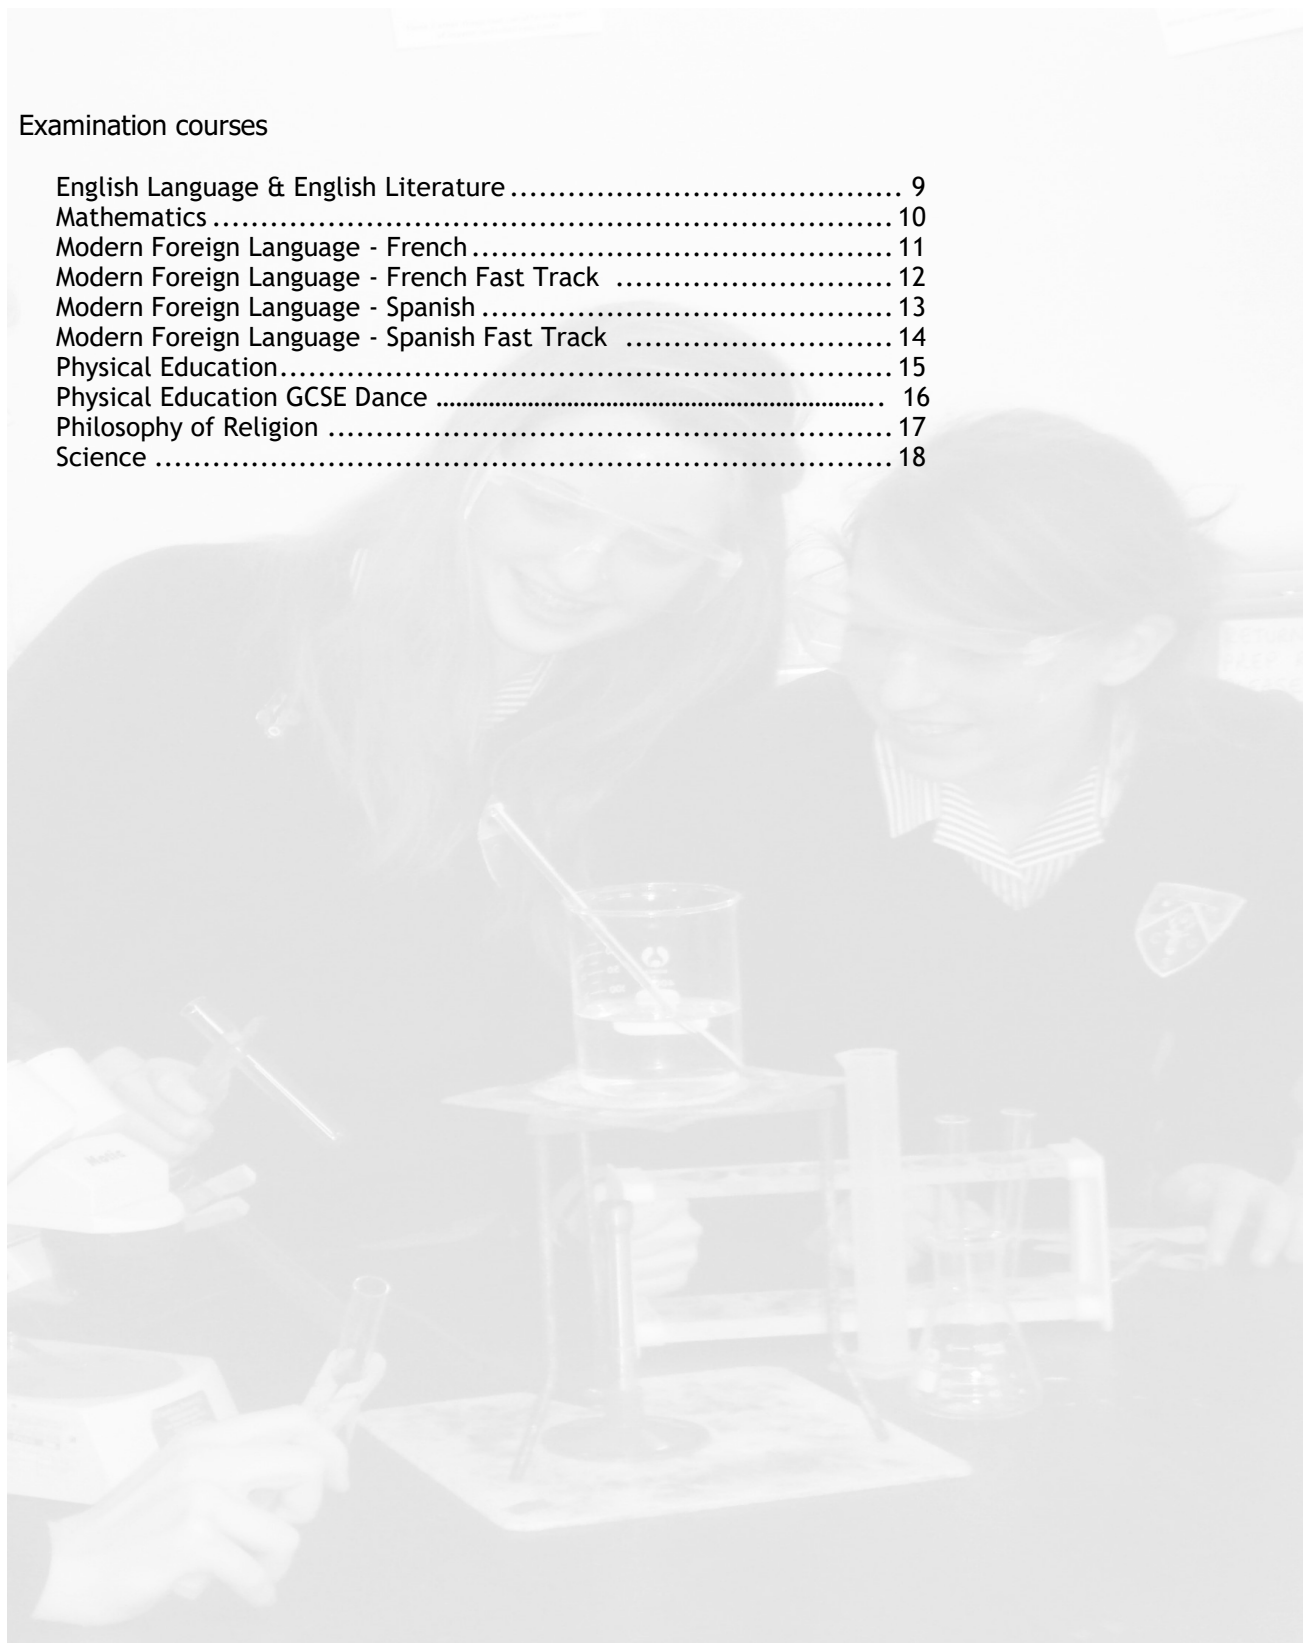 Examination courses
English Language & English Literature ........................................ 9
Mathematics ...................................................................... 10
Modern Foreign Language - French ........................................... 11
Modern Foreign Language - French Fast Track ............................ 12
Modern Foreign Language - Spanish .......................................... 13
Modern Foreign Language - Spanish Fast Track ........................... 14
Physical Education ............................................................... 15
Physical Education GCSE Dance ……………………………………………………………….. 16
Philosophy of Religion .......................................................... 17
Science ............................................................................ 18